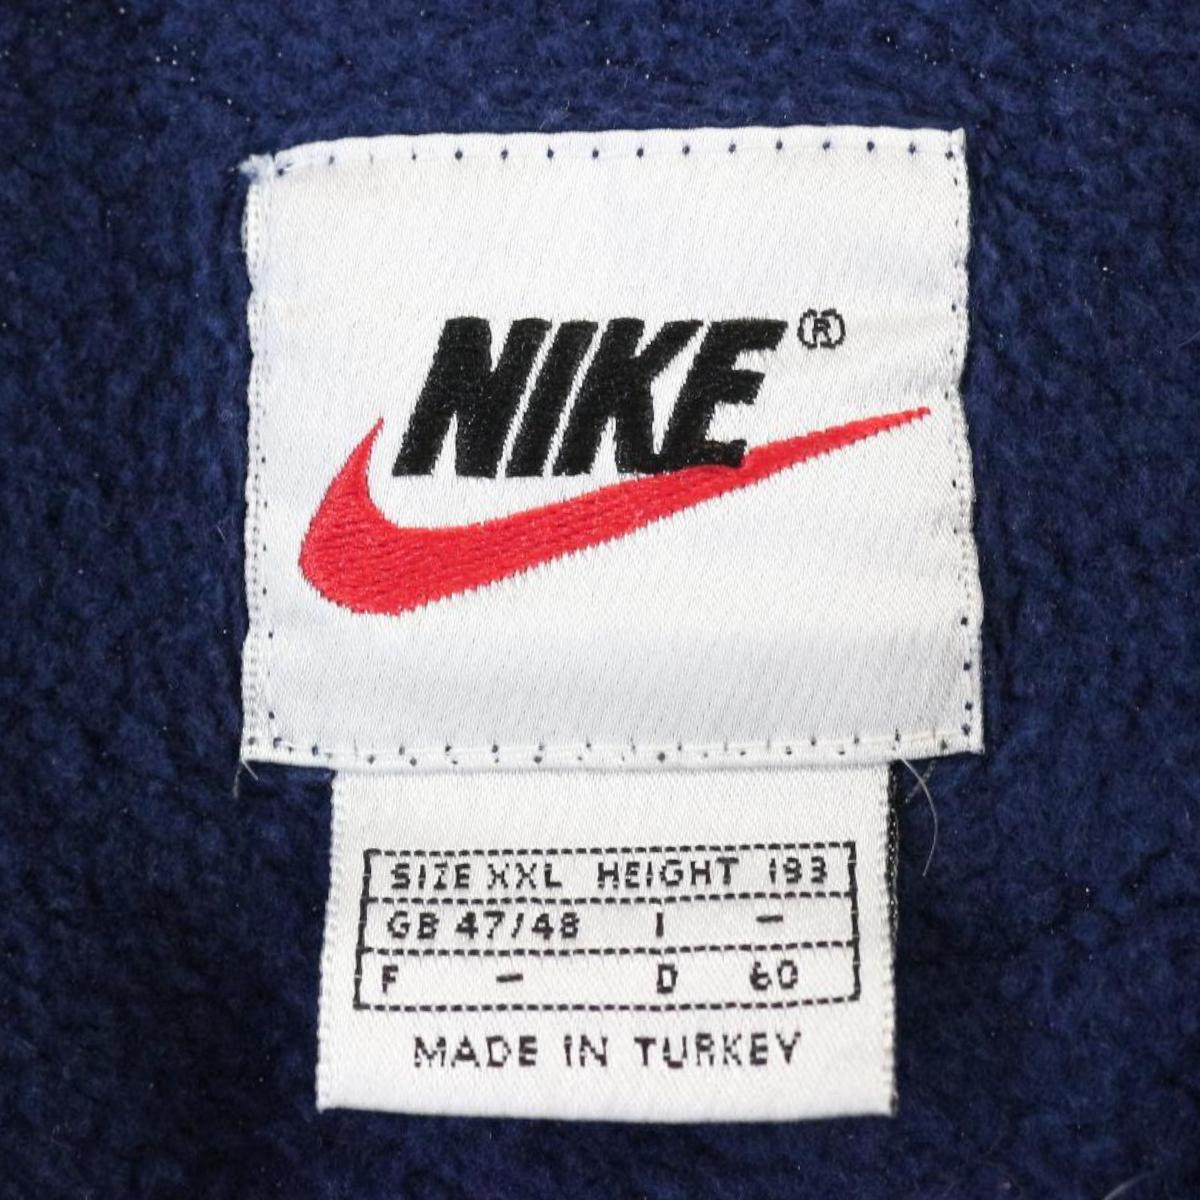 NIKE®
SIZE XXL HEIGHT 193
GB 47/48 I -
F - D 60
MADE IN TURKEY